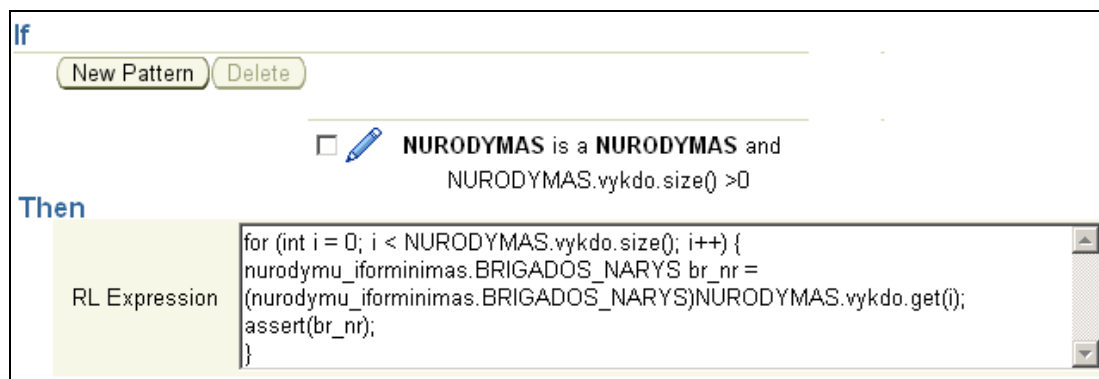 If
New Pattern Delete
NURODYMAS is a NURODYMAS and
NURODYMAS.vykdo.size() >0
Then
RL Expression
for (int i = 0; i < NURODYMAS.vykdo.size(); i++) {
nurodymu_iforminimas.BRIGADOS_NARYS br_nr =
(nurodymu_iforminimas.BRIGADOS_NARYS)NURODYMAS.vykdo.get(i);
assert(br_nr);
}